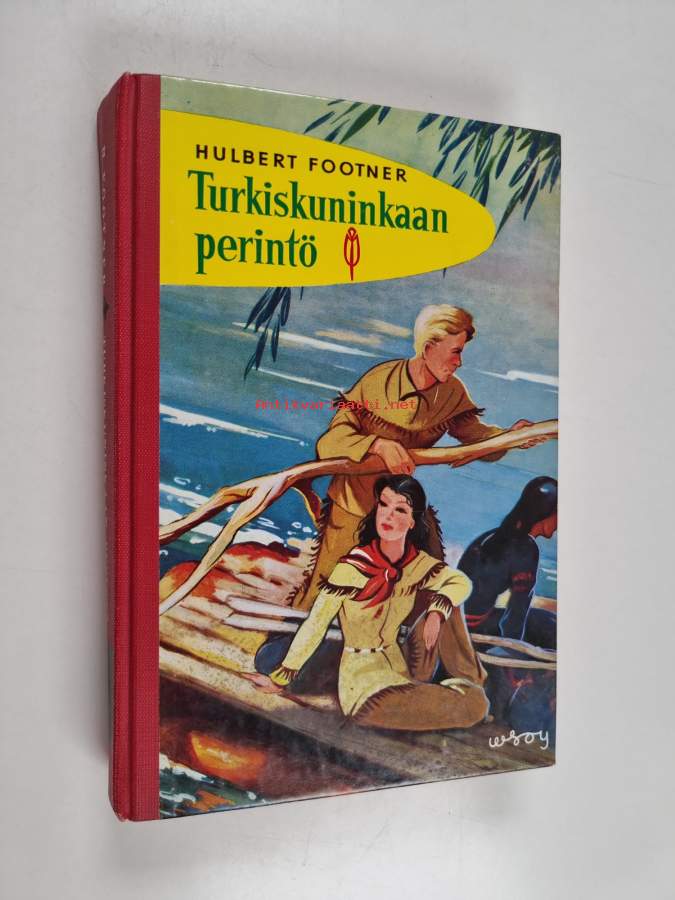 HULBERT FOOTNER
Turkiskuninkaan
perintö
Antikvariaatti.net
wsoy